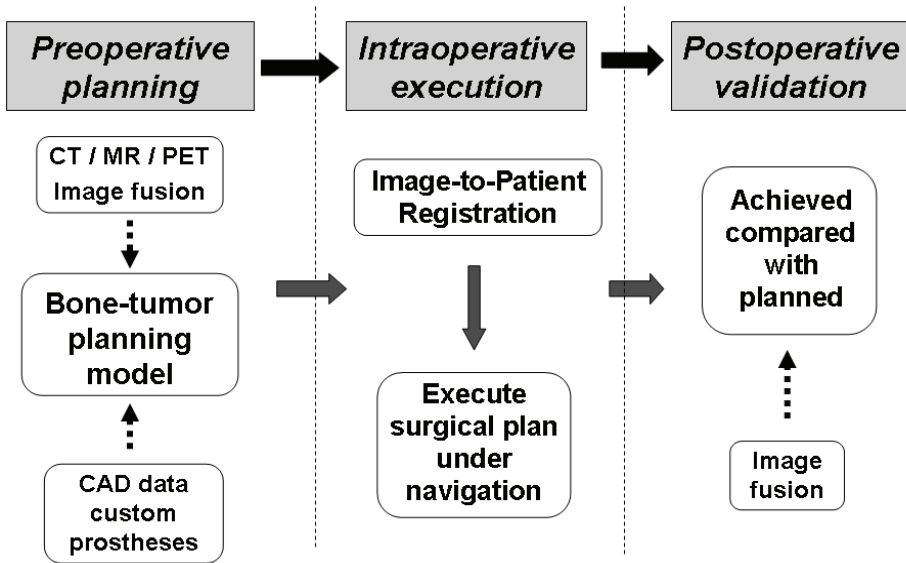 Preoperative
planning
Intraoperative
execution
Postoperative
validation
CT / MR / PET
Image fusion
Bone-tumor
planning
model
CAD data
custom
prostheses
Image-to-Patient
Registration
Execute
surgical plan
under
navigation
Achieved
compared
with
planned
Image
fusion